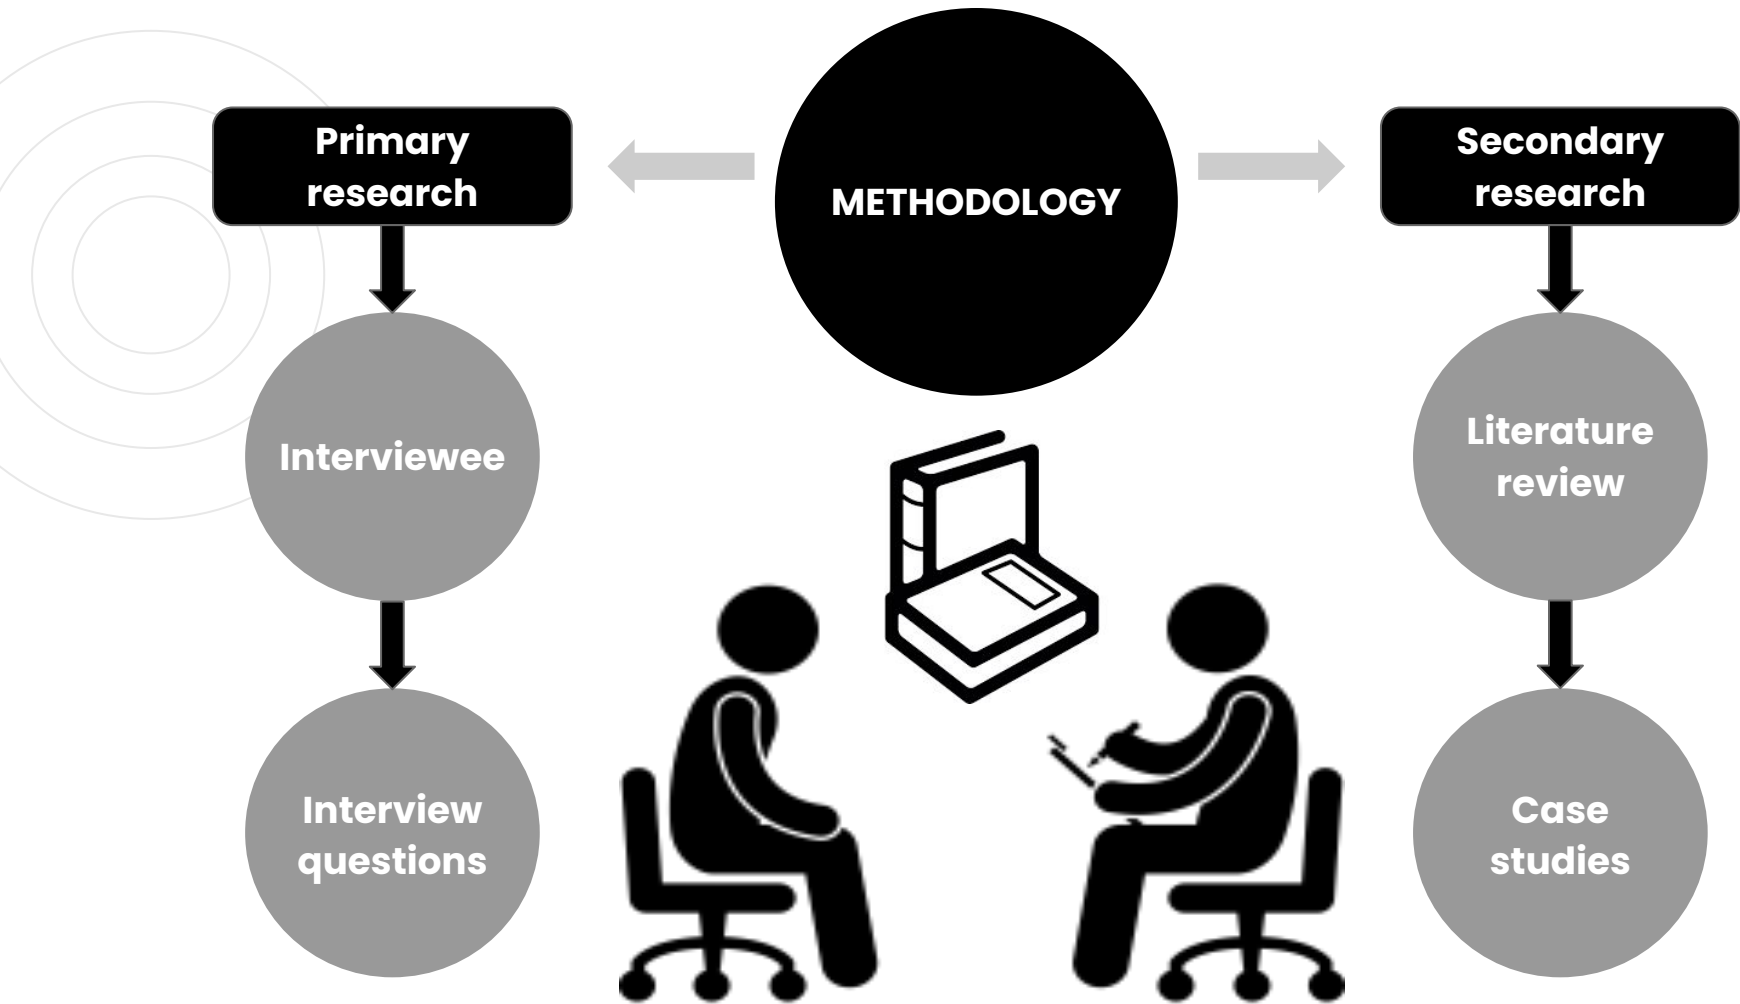 METHODOLOGY
Primary
research
Interviewee
Interview
questions
Secondary
research
Literature
review
Case
studies